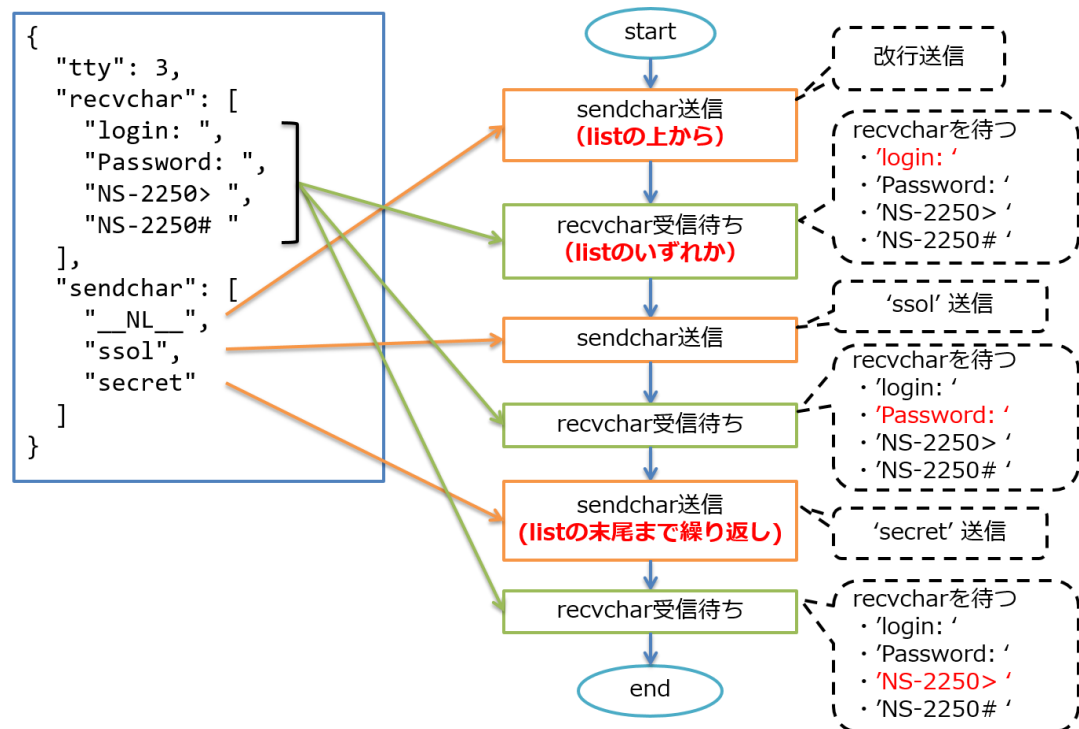 {
"tty": 3,
"recvchar": [
"login: ",
"Password: ",
"NS-2250> ",
"NS-2250# "
],
"sendchar": [
"__NL__",
"ssol",
"secret"
]
}
start
sendchar送信
（listの上から）
改行送信
recvchar受信待ち
（listのいずれか）
recvcharを待つ
・’login: ‘
・’Password: ‘
・’NS-2250> ‘
・’NS-2250# ‘
sendchar送信
‘ssol’ 送信
recvchar受信待ち
recvcharを待つ
・’login: ‘
・’Password: ‘
・’NS-2250> ‘
・’NS-2250# ‘
sendchar送信
(listの末尾まで繰り返し)
‘secret’ 送信
recvchar受信待ち
recvcharを待つ
・’login: ‘
・’Password: ‘
・’NS-2250> ‘
・’NS-2250# ‘
end